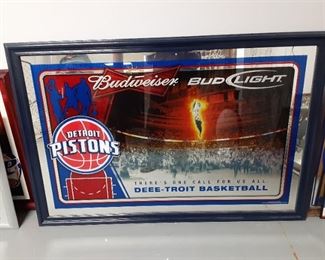 Budweiser BUD LIGHT
DETROIT
PISTONS
THERE'S ONE CALL FOR US ALL
DEEE-TROIT BASKETBALL